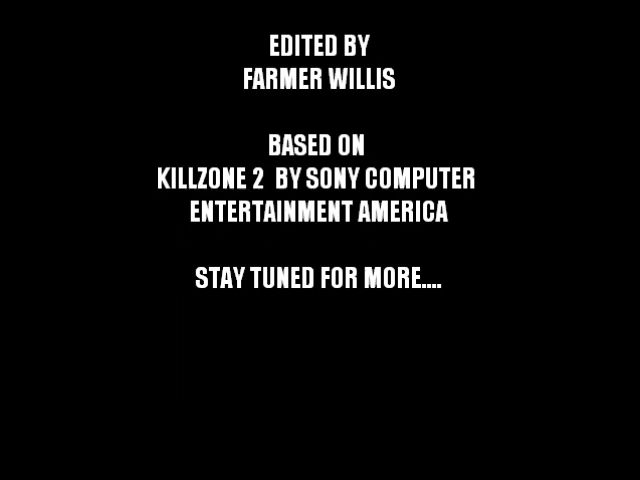 EDITED BY
FARMER WILLIS
BASED ON
KILLZONE 2  BY SONY COMPUTER
ENTERTAINMENT AMERICA
STAY TUNED FOR MORE....